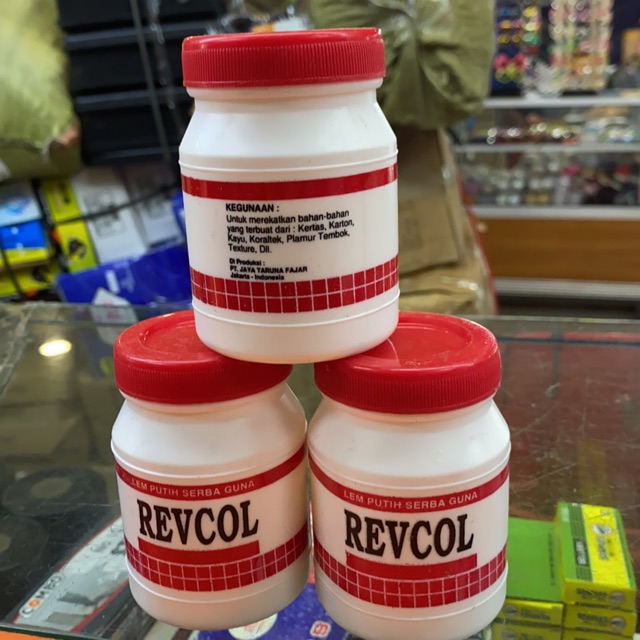 KEGUNAAN :
Untuk merekatkan bahan-bahan
yang terbuat dari : Kertas, Karton,
Kayu, Koraltek, Plamur Tembok,
Texture, Dll.
Di Produksi :
PT. JAYA TARUNA FAJAR
Jakarta - Indonesia
LEM PUTIH SERBA GUNA
REVCOL
LEM PUTIH SERBA GUNA
REVCOL